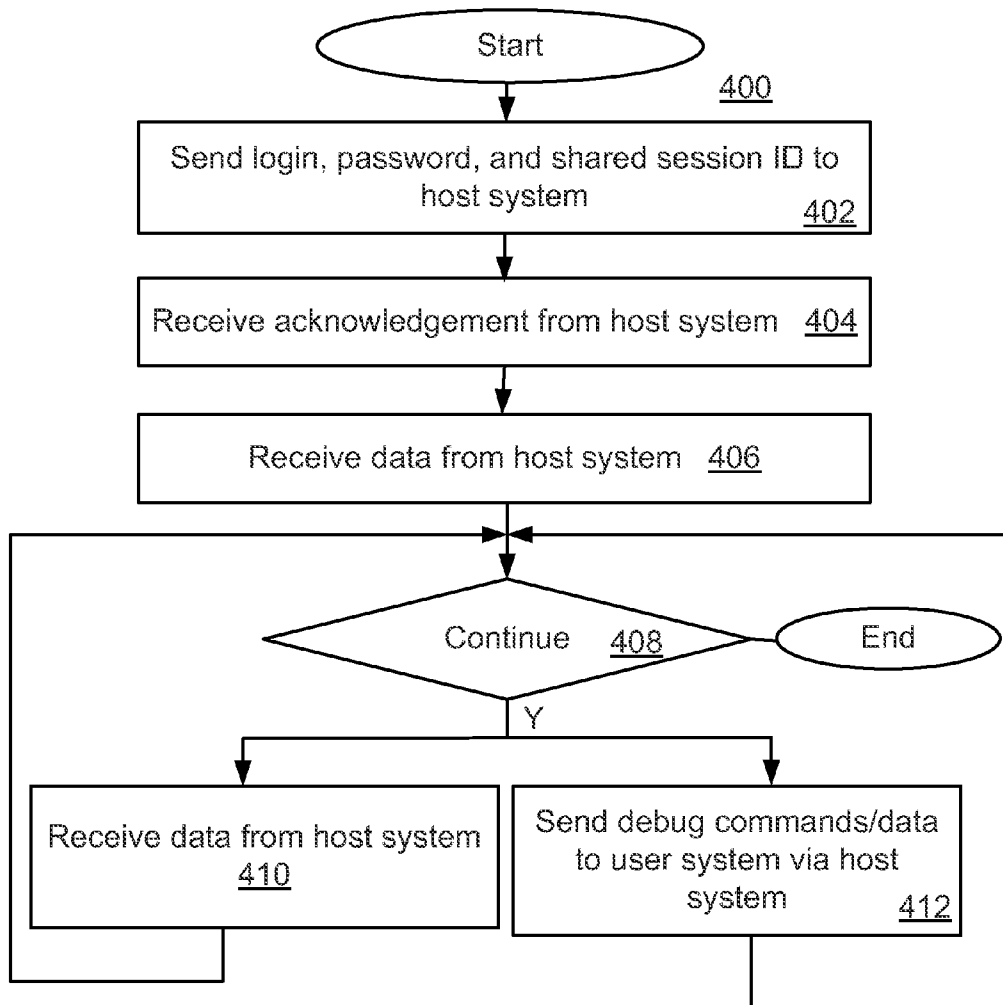 Start
400
Send login, password, and shared session ID to
host system
402
Receive acknowledgement from host system 404
Receive data from host system 406
Continue 408
End
Y
Receive data from host system
410
Send debug commands/data
to user system via host
system
412